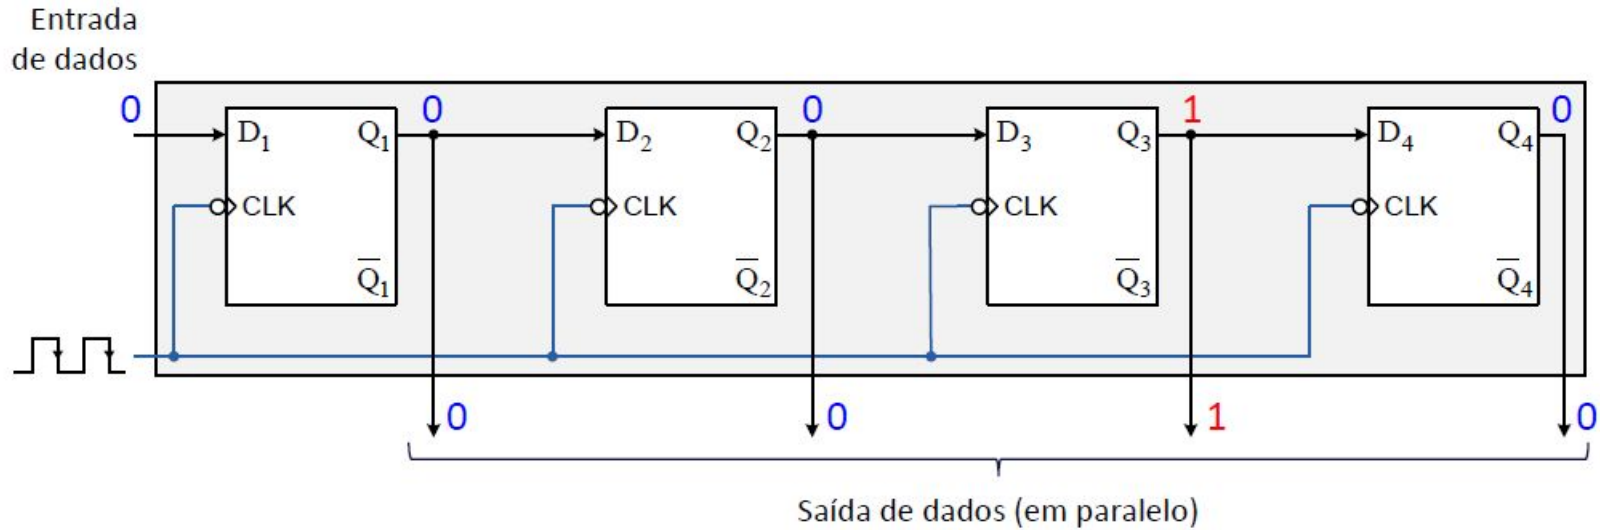 Entrada
de dados
0 0 0 1 0
D₁ Q₁ D₂ Q₂ D₃ Q₃ D₄ Q₄
CLK CLK CLK CLK
Q̅₁ Q̅₂ Q̅₃ Q̅₄
0 0 1 0
Saída de dados (em paralelo)